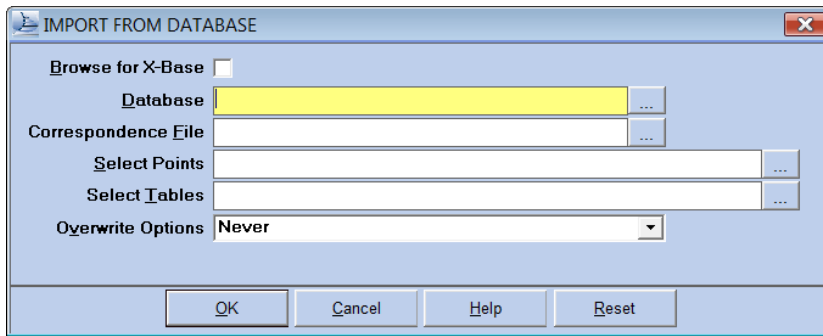 IMPORT FROM DATABASE
Browse for X-Base
Database ...
Correspondence File ...
Select Points ...
Select Tables ...
Overwrite Options Never
OK Cancel Help Reset